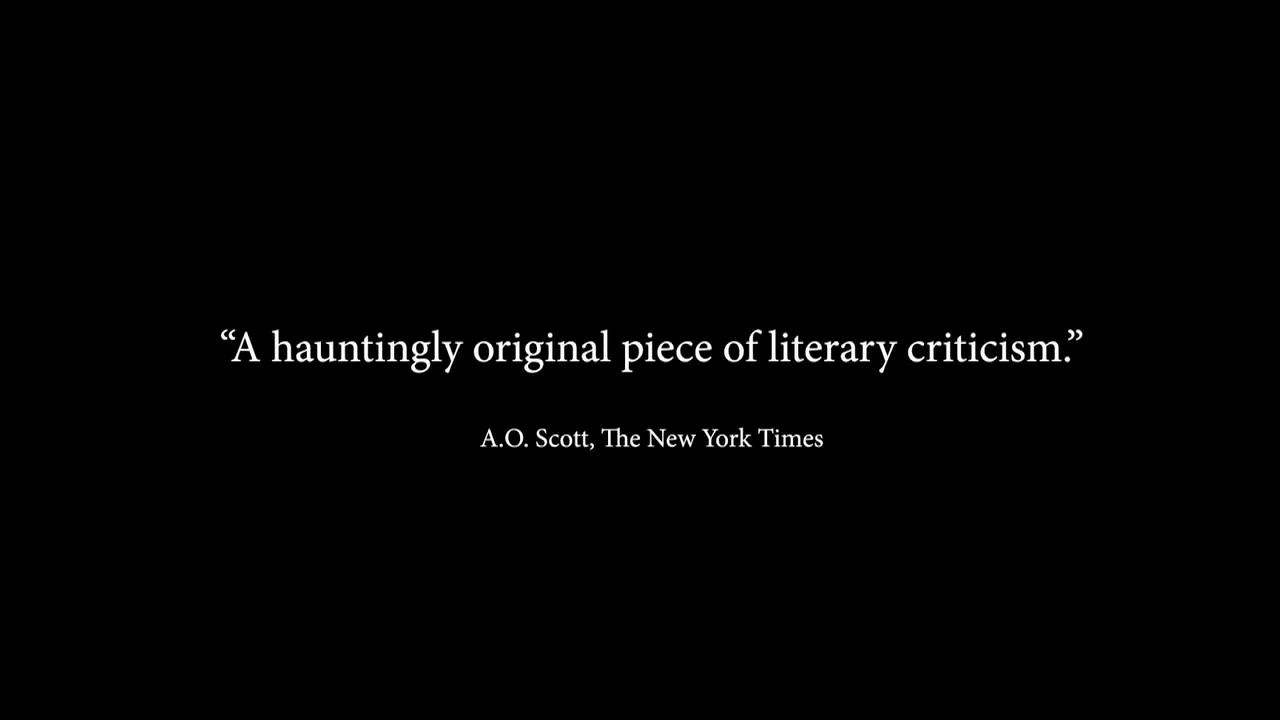 “A hauntingly original piece of literary criticism.”
A.O. Scott, The New York Times